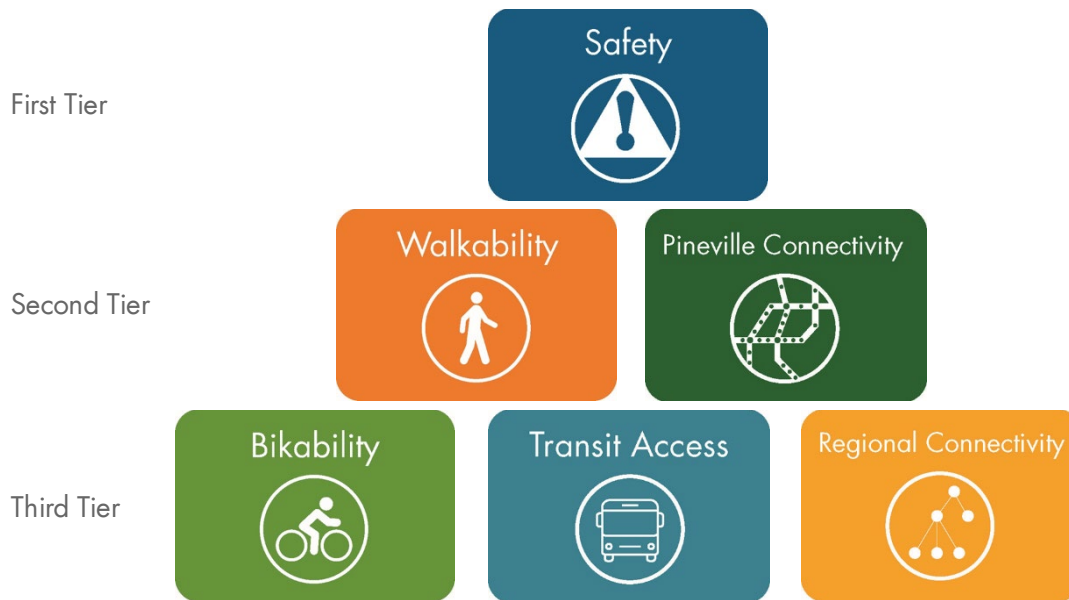 Safety
First Tier
Walkability
Pineville Connectivity
Second Tier
Bikability
Transit Access
Regional Connectivity
Third Tier